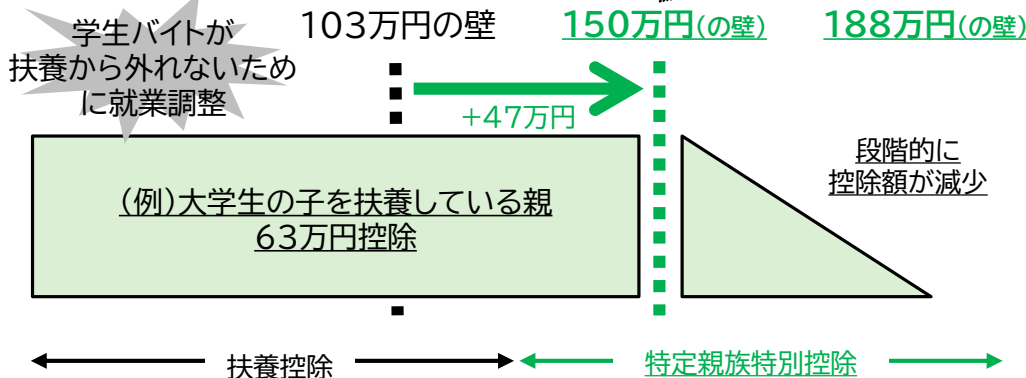 学生バイトが
扶養から外れないため
に就業調整
103万円の壁
150万円(の壁)
188万円(の壁)
+47万円
(例)大学生の子を扶養している親
63万円控除
段階的に
控除額が減少
扶養控除
特定親族特別控除